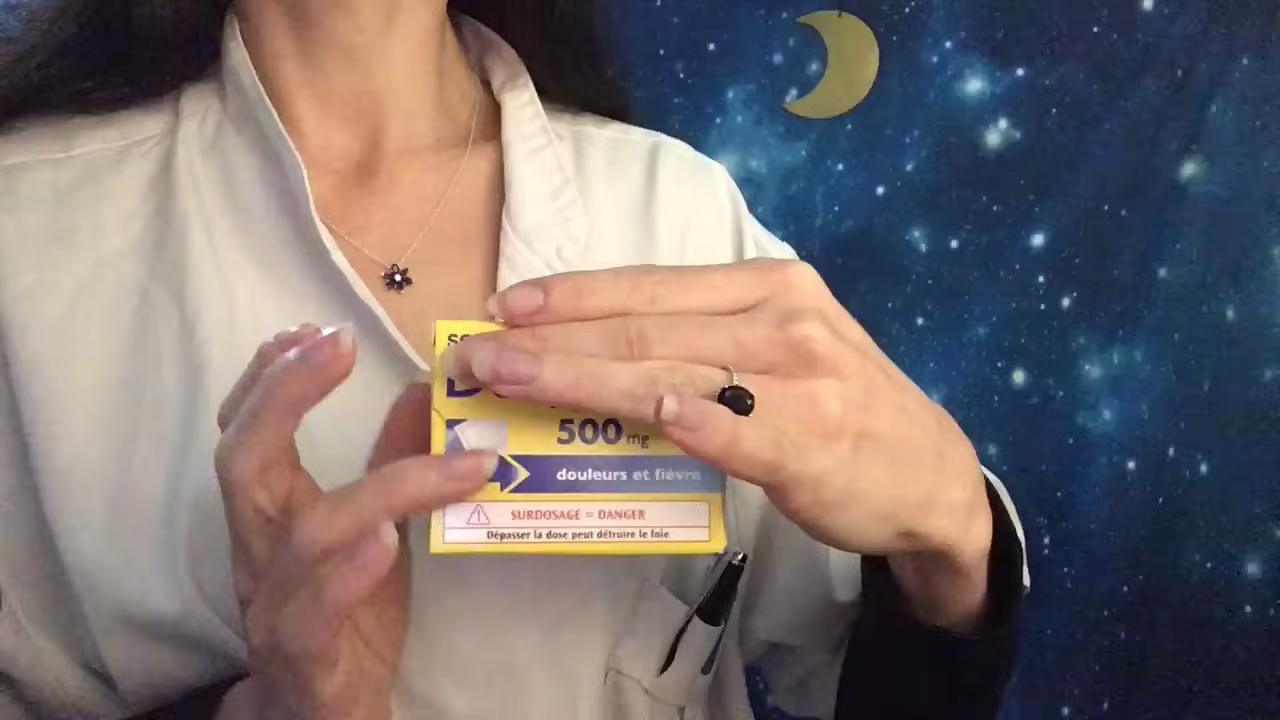 500 mg
douleurs et fièvre
SURDOSAGE = DANGER
Dépasser la dose peut détruire le foie